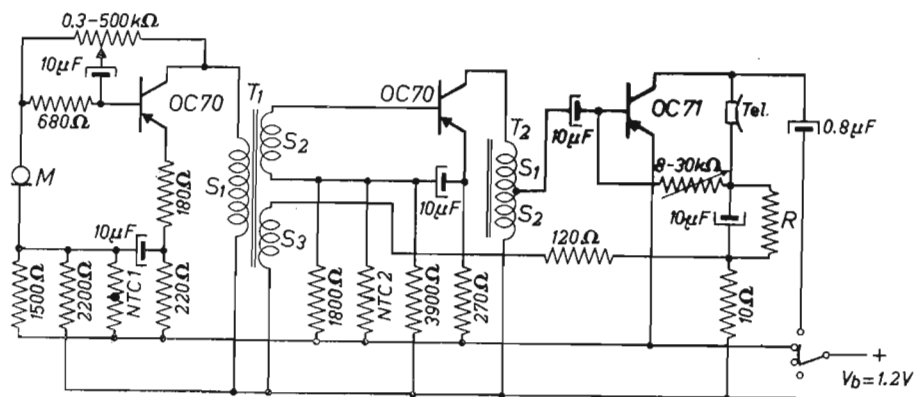 0.3-500kΩ
10μF
OC70
680Ω
M
180Ω
10μF
1500Ω
2200Ω
NTC1
220Ω
T1
S1
S2
S3
OC70
10μF
1800Ω
NTC2
3900Ω
270Ω
T2
S1
S2
10μF
OC71
Tel.
0.8μF
8-30kΩ
10μF
R
120Ω
10Ω
+
Vb=1.2V